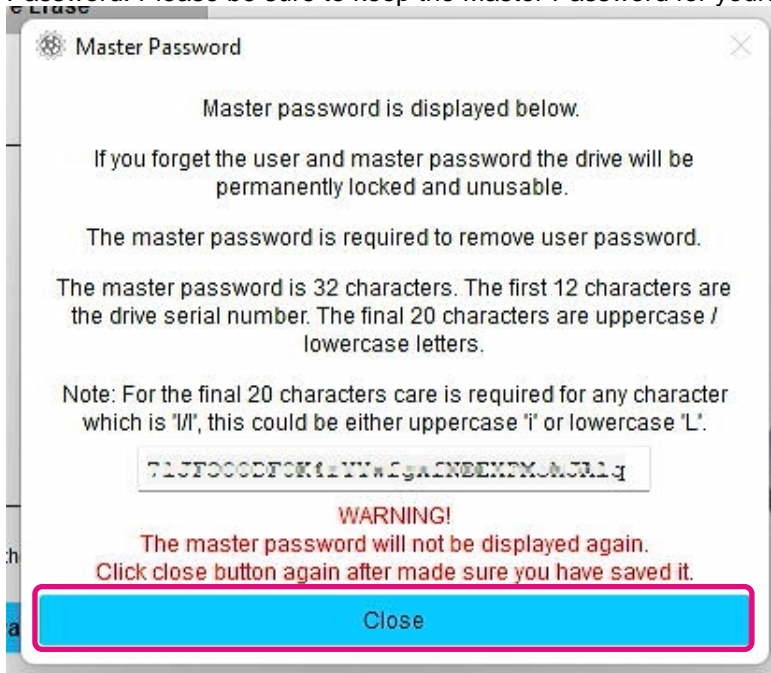 Master Password
Master password is displayed below.
If you forget the user and master password the drive will be
permanently locked and unusable.
The master password is required to remove user password.
The master password is 32 characters. The first 12 characters are
the drive serial number. The final 20 characters are uppercase /
lowercase letters.
Note: For the final 20 characters care is required for any character
which is 'I/l', this could be either uppercase 'i' or lowercase 'L'.
WARNING!
The master password will not be displayed again.
Click close button again after made sure you have saved it.
Close